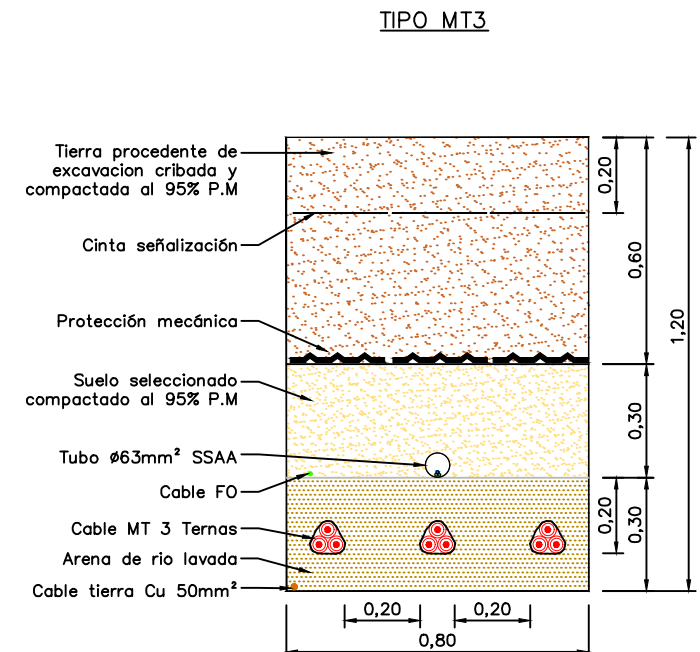 TIPO MT3
Tierra procedente de
excavacion cribada y
compactada al 95% P.M
Cinta señalización
Protección mecánica
Suelo seleccionado
compactado al 95% P.M
Tubo ø63mm² SSAA
Cable FO
Cable MT 3 Ternas
Arena de rio lavada
Cable tierra Cu 50mm²
0,20
0,60
1,20
0,30
0,20
0,30
0,20
0,20
0,80